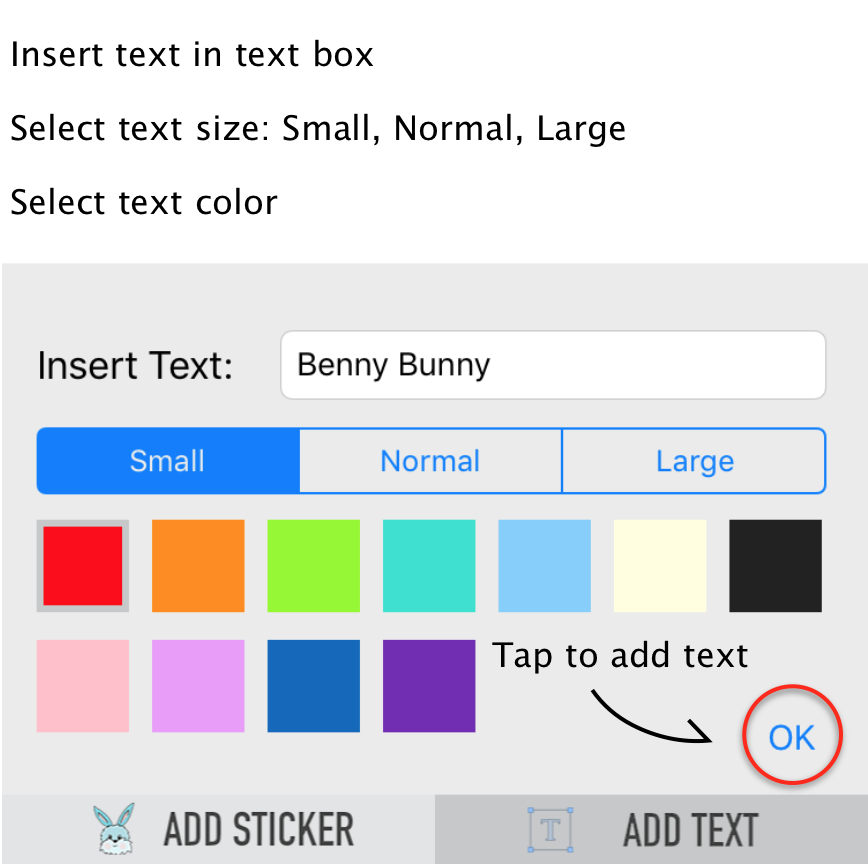 Insert text in text box
Select text size: Small, Normal, Large
Select text color
Insert Text: Benny Bunny
Small Normal Large
Tap to add text
OK
ADD STICKER T ADD TEXT